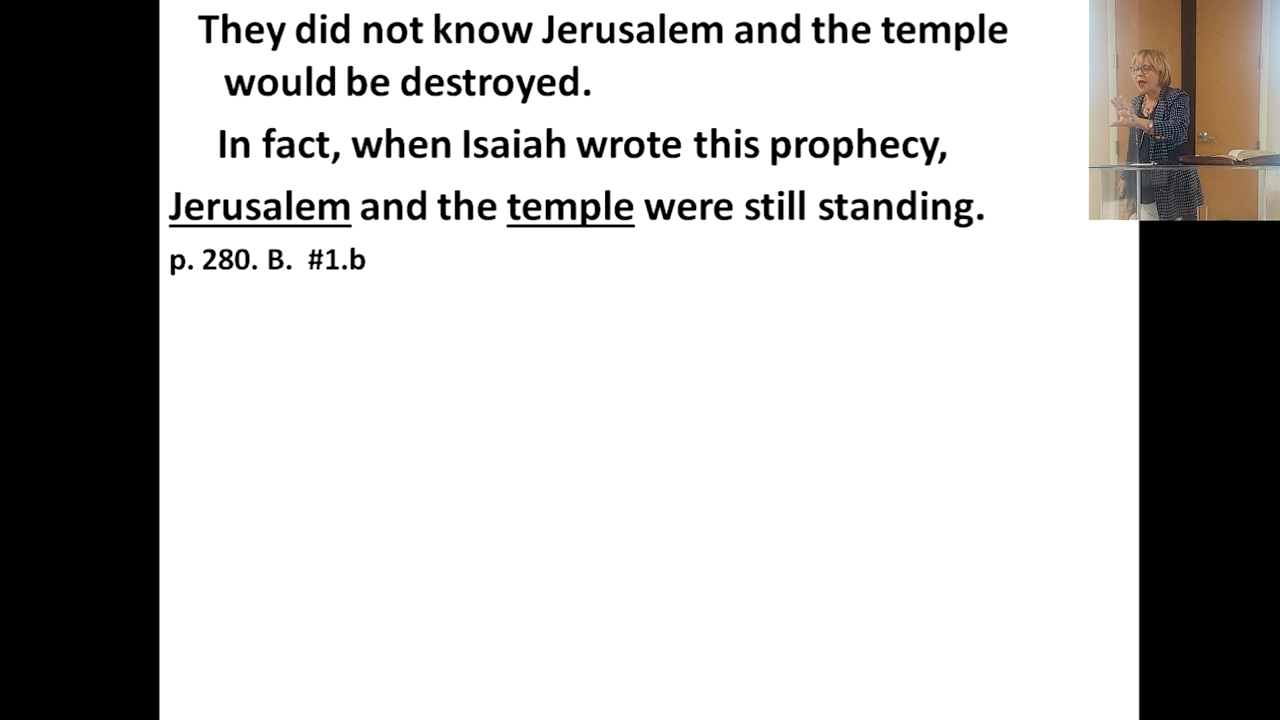 They did not know Jerusalem and the temple
would be destroyed.
In fact, when Isaiah wrote this prophecy,
Jerusalem and the temple were still standing.
p. 280. B.  #1.b